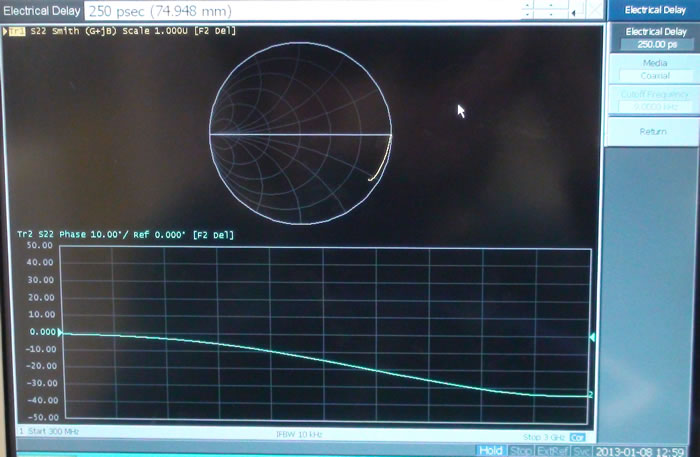 Electrical Delay 250 psec (74.948 mm)
Electrical Delay
Tr1 S22 Smith (G+jB) Scale 1.000U [F2 Del]
Electrical Delay
250.00 ps
Media
Coaxial
Cutoff Frequency
Return
Tr2 S22 Phase 10.00°/ Ref 0.000° [F2 Del]
50.00
40.00
30.00
20.00
10.00
0.000
-10.00
-20.00
-30.00
-40.00
-50.00
2
1 Start 300 MHz IFBW 10 kHz Stop 3 GHz Cor
Hold Stop ExtRef Svc 2013-01-08 12:59